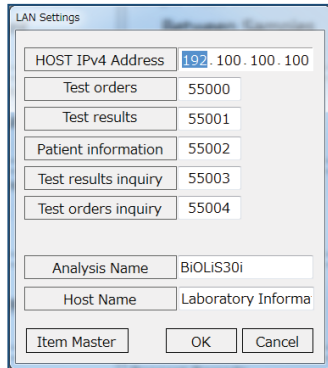 LAN Settings
HOST IPv4 Address 192 . 100 . 100 . 100
Test orders 55000
Test results 55001
Patient information 55002
Test results inquiry 55003
Test orders inquiry 55004
Analysis Name BiOLiS30i
Host Name Laboratory Informa
Item Master OK Cancel